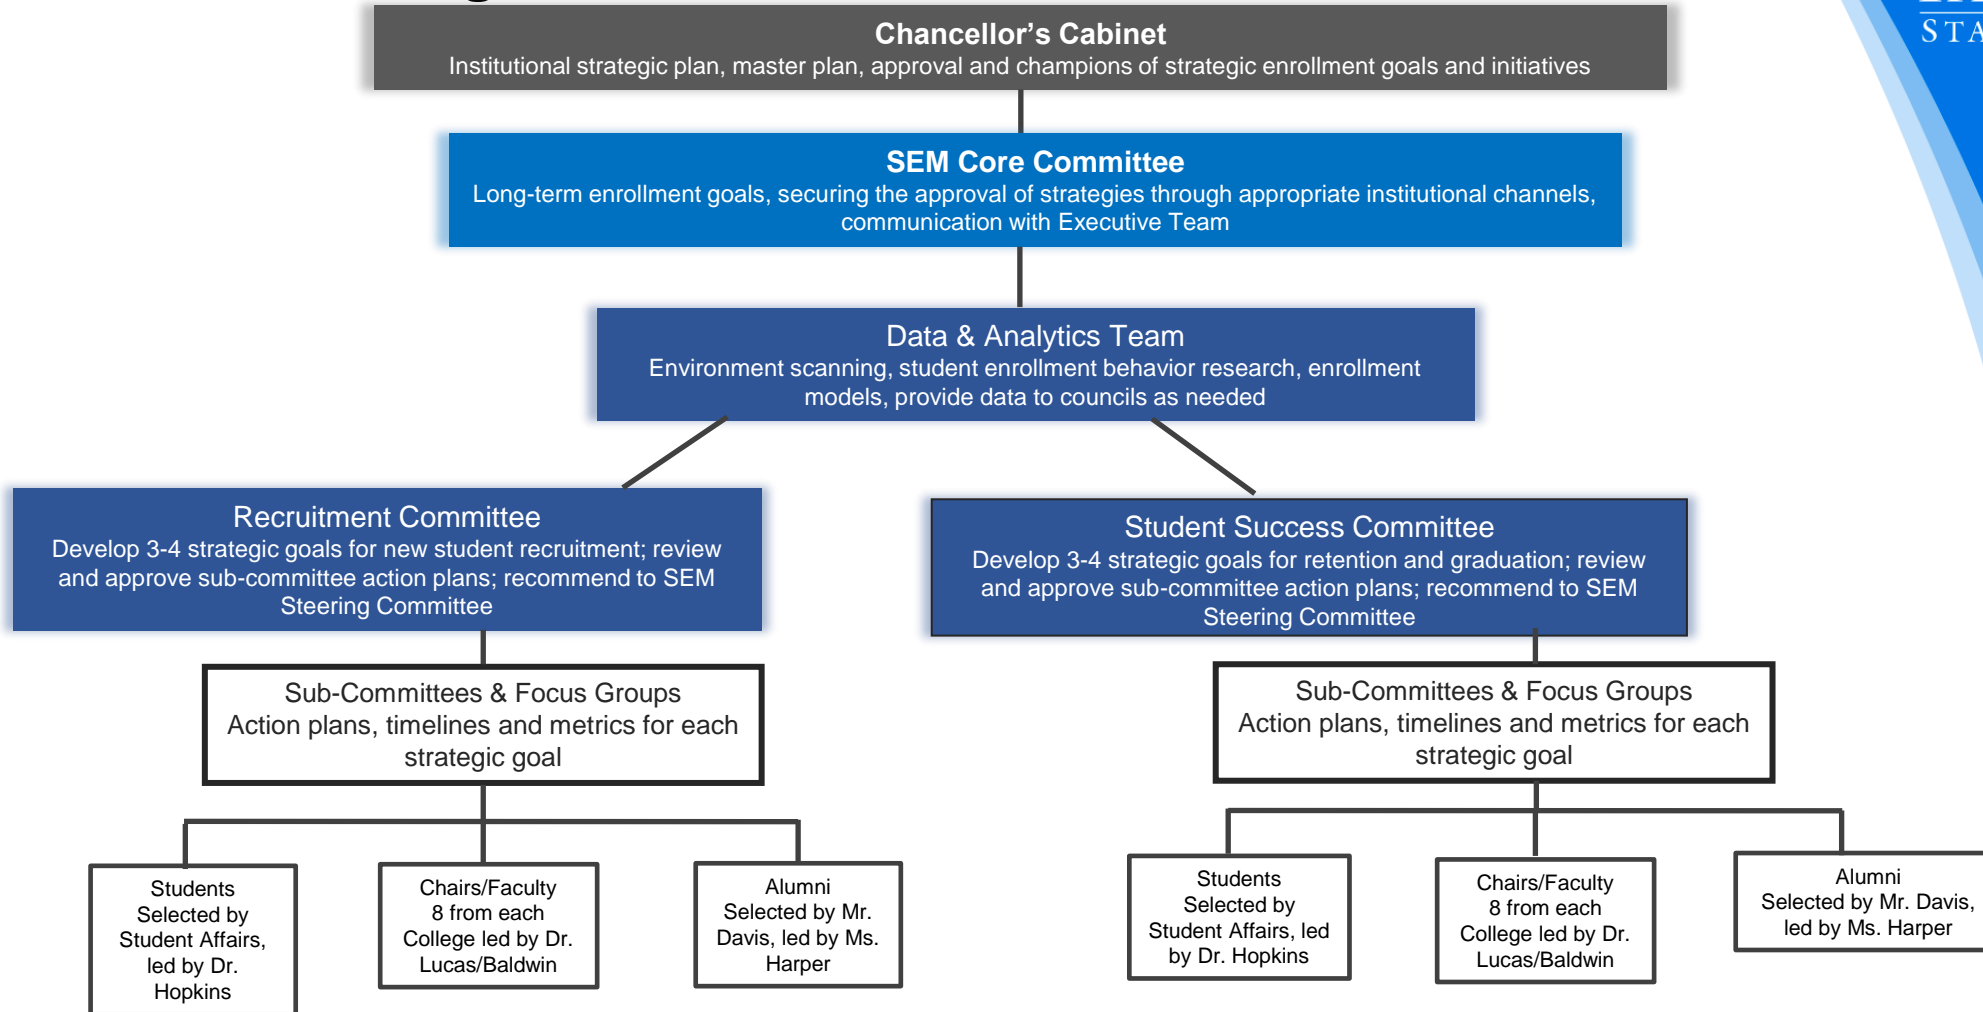 Chancellor's Cabinet
Institutional strategic plan, master plan, approval and champions of strategic enrollment goals and initiatives
SEM Core Committee
Long-term enrollment goals, securing the approval of strategies through appropriate institutional channels,
communication with Executive Team
Data & Analytics Team
Environment scanning, student enrollment behavior research, enrollment
models, provide data to councils as needed
Recruitment Committee
Develop 3-4 strategic goals for new student recruitment; review
and approve sub-committee action plans; recommend to SEM
Steering Committee
Student Success Committee
Develop 3-4 strategic goals for retention and graduation; review
and approve sub-committee action plans; recommend to SEM
Steering Committee
Sub-Committees & Focus Groups
Action plans, timelines and metrics for each
strategic goal
Sub-Committees & Focus Groups
Action plans, timelines and metrics for each
strategic goal
Students
Selected by
Student Affairs,
led by Dr.
Hopkins
Chairs/Faculty
8 from each
College led by Dr.
Lucas/Baldwin
Alumni
Selected by Mr.
Davis, led by Ms.
Harper
Students
Selected by
Student Affairs, led
by Dr. Hopkins
Chairs/Faculty
8 from each
College led by Dr.
Lucas/Baldwin
Alumni
Selected by Mr. Davis,
led by Ms. Harper